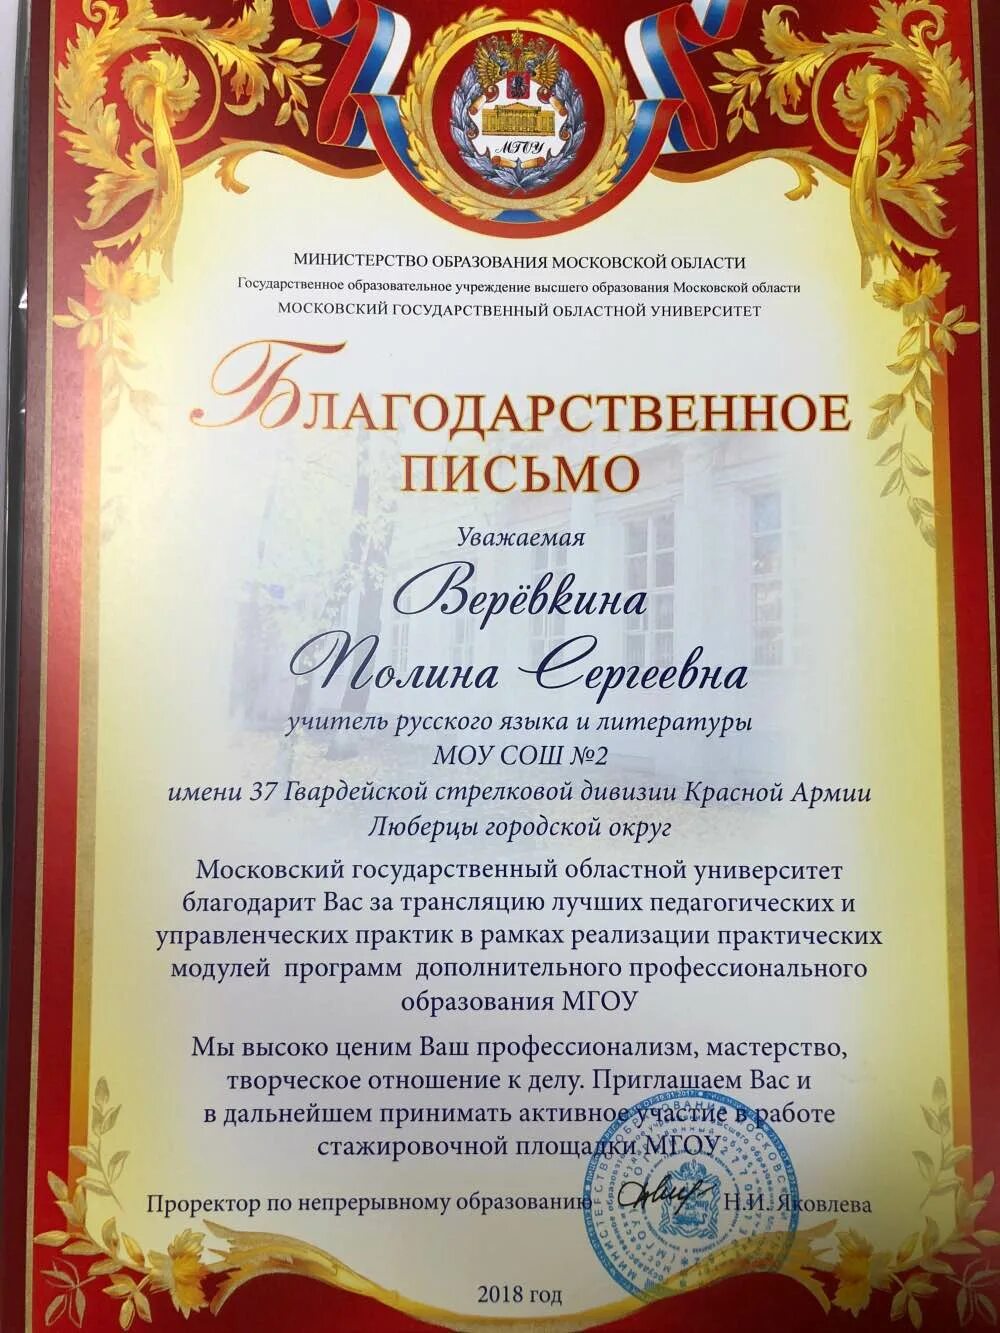 МГОУ
МИНИСТЕРСТВО ОБРАЗОВАНИЯ МОСКОВСКОЙ ОБЛАСТИ
Государственное образовательное учреждение высшего образования Московской области
МОСКОВСКИЙ ГОСУДАРСТВЕННЫЙ ОБЛАСТНОЙ УНИВЕРСИТЕТ
БЛАГОДАРСТВЕННОЕ
ПИСЬМО
Уважаемая
Верёвкина
Полина Сергеевна
учитель русского языка и литературы
МОУ СОШ №2
имени 37 Гвардейской стрелковой дивизии Красной Армии
Люберцы городской округ
Московский государственный областной университет
благодарит Вас за трансляцию лучших педагогических и
управленческих практик в рамках реализации практических
модулей программ дополнительного профессионального
образования МГОУ
Мы высоко ценим Ваш профессионализм, мастерство,
творческое отношение к делу. Приглашаем Вас и
в дальнейшем принимать активное участие в работе
стажировочной площадки МГОУ
Проректор по непрерывному образованию Н.И. Яковлева
2018 год